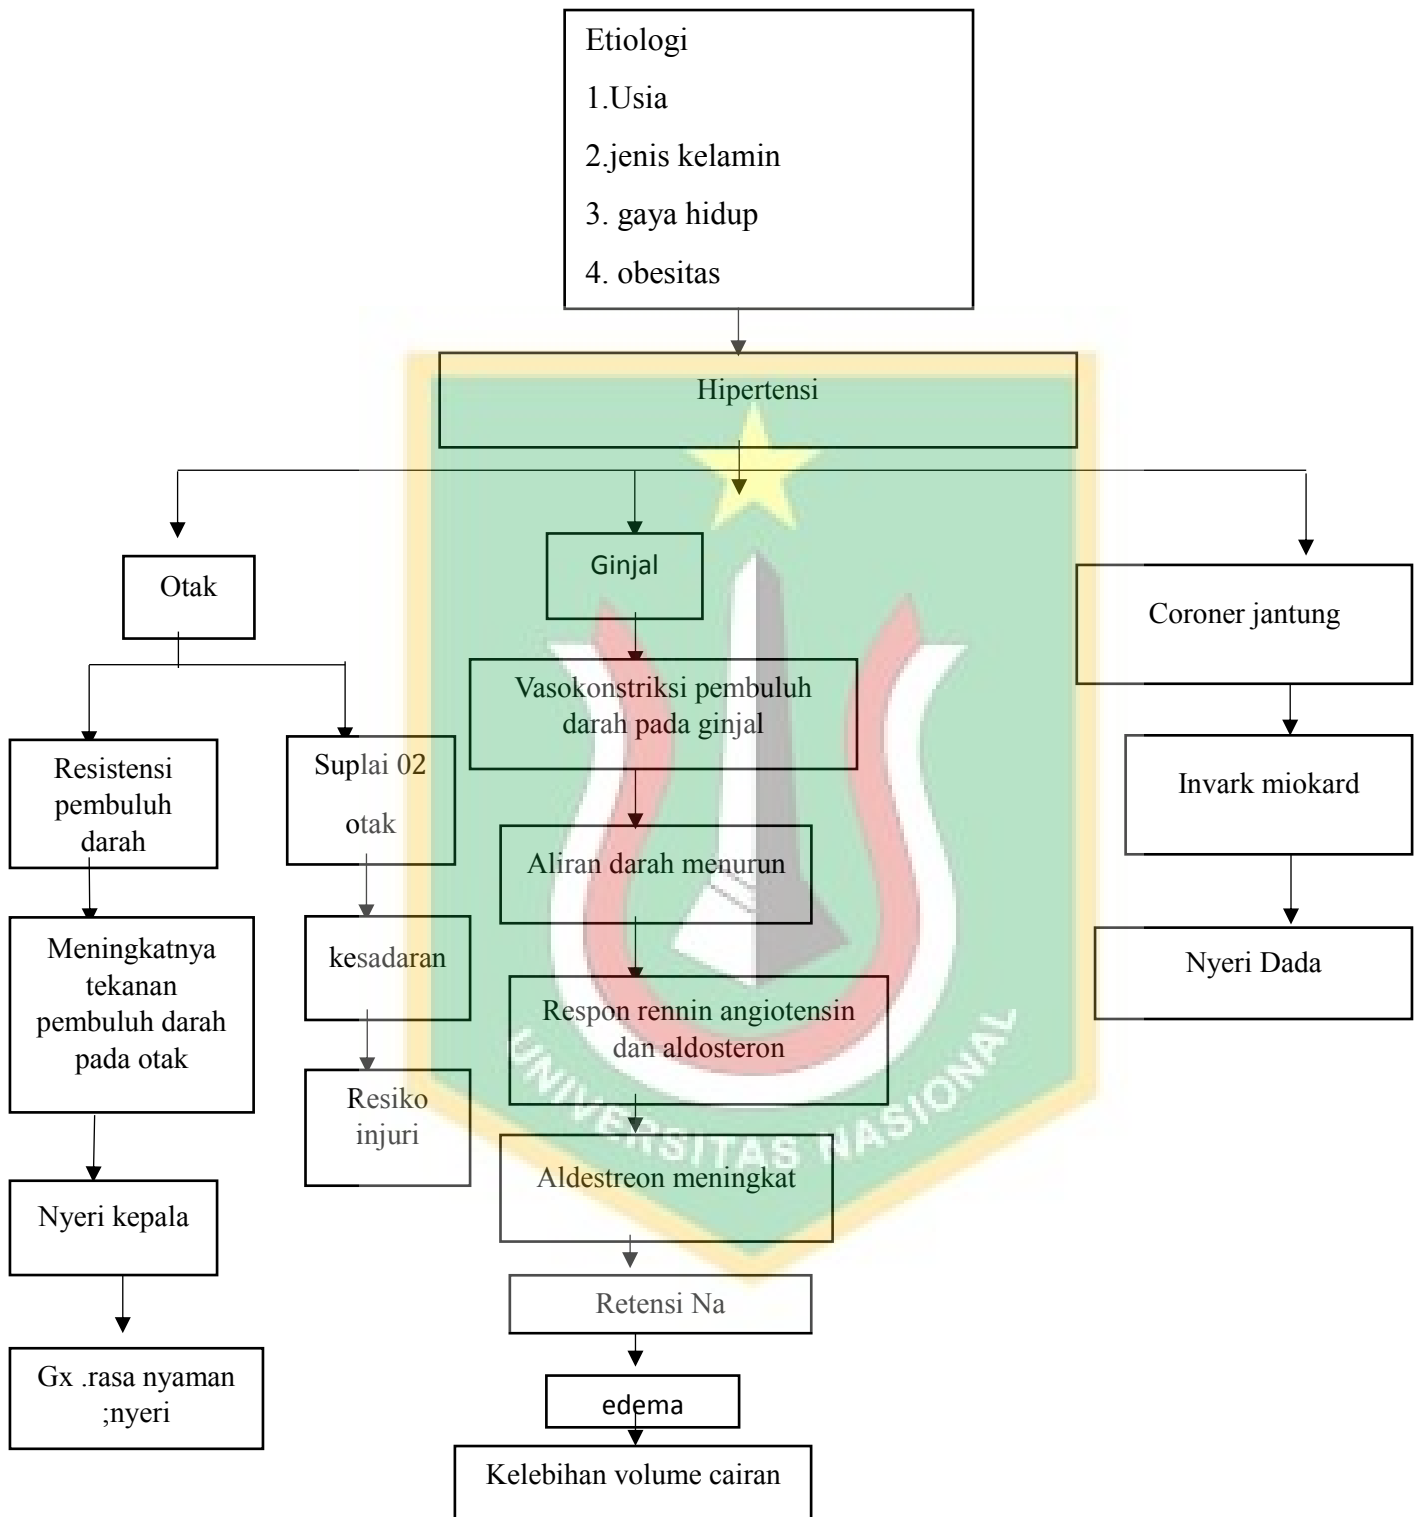 Etiologi
1.Usia
2.jenis kelamin
3. gaya hidup
4. obesitas
Hipertensi
Otak
Ginjal
Coroner jantung
Resistensi
pembuluh
darah
Suplai 02
otak
Vasokonstriksi pembuluh
darah pada ginjal
Invark miokard
Aliran darah menurun
Meningkatnya
tekanan
pembuluh darah
pada otak
kesadaran
Nyeri Dada
Respon rennin angiotensin
dan aldosteron
Resiko
injuri
Aldestreon meningkat
Nyeri kepala
Retensi Na
Gx .rasa nyaman
;nyeri
edema
Kelebihan volume cairan
UNIVERSITAS NASIONAL